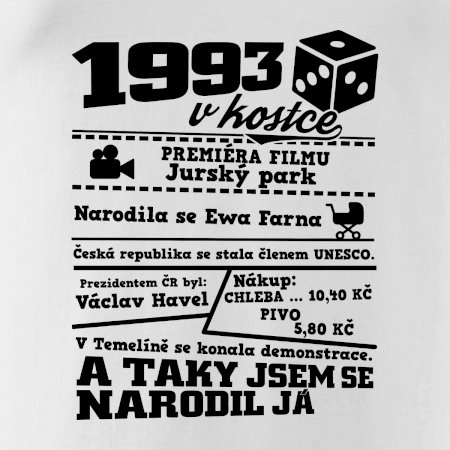 1993
v kostce
PREMIÉRA FILMU
Jurský park
Narodila se Ewa Farna
Česká republika se stala členem UNESCO.
Prezidentem ČR byl:
Václav Havel
Nákup:
CHLEBA ... 10,40 KČ
PIVO
5,80 KČ
V Temelíně se konala demonstrace.
A TAKY JSEM SE
NARODIL JÁ